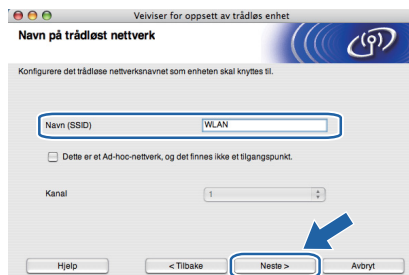 Veiviser for oppsett av trådløs enhet
Navn på trådløst nettverk
Konfigurere det trådløse nettverksnavnet som enheten skal knyttes til.
Navn (SSID) WLAN
Dette er et Ad-hoc-nettverk, og det finnes ikke et tilgangspunkt.
Kanal 1
Hjelp < Tilbake Neste > Avbryt